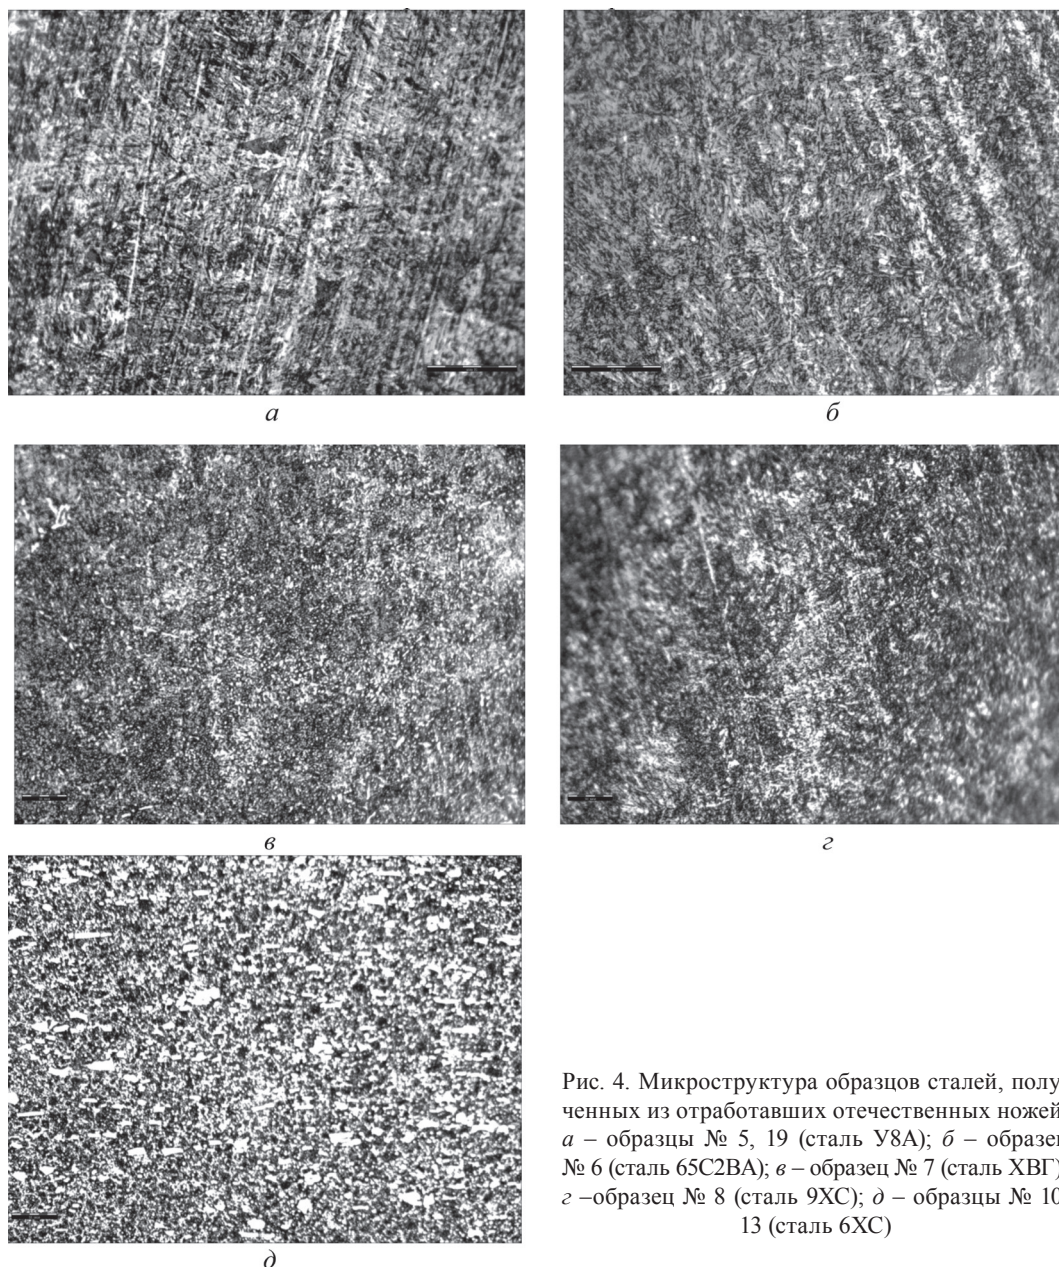 а
б
в
г
д
Рис. 4. Микроструктура образцов сталей, полу-
ченных из отработавших отечественных ножей
а – образцы № 5, 19 (сталь У8А); б – образец
№ 6 (сталь 65С2ВА); в – образец № 7 (сталь ХВГ)
г –образец № 8 (сталь 9ХС); д – образцы № 10
13 (сталь 6ХС)